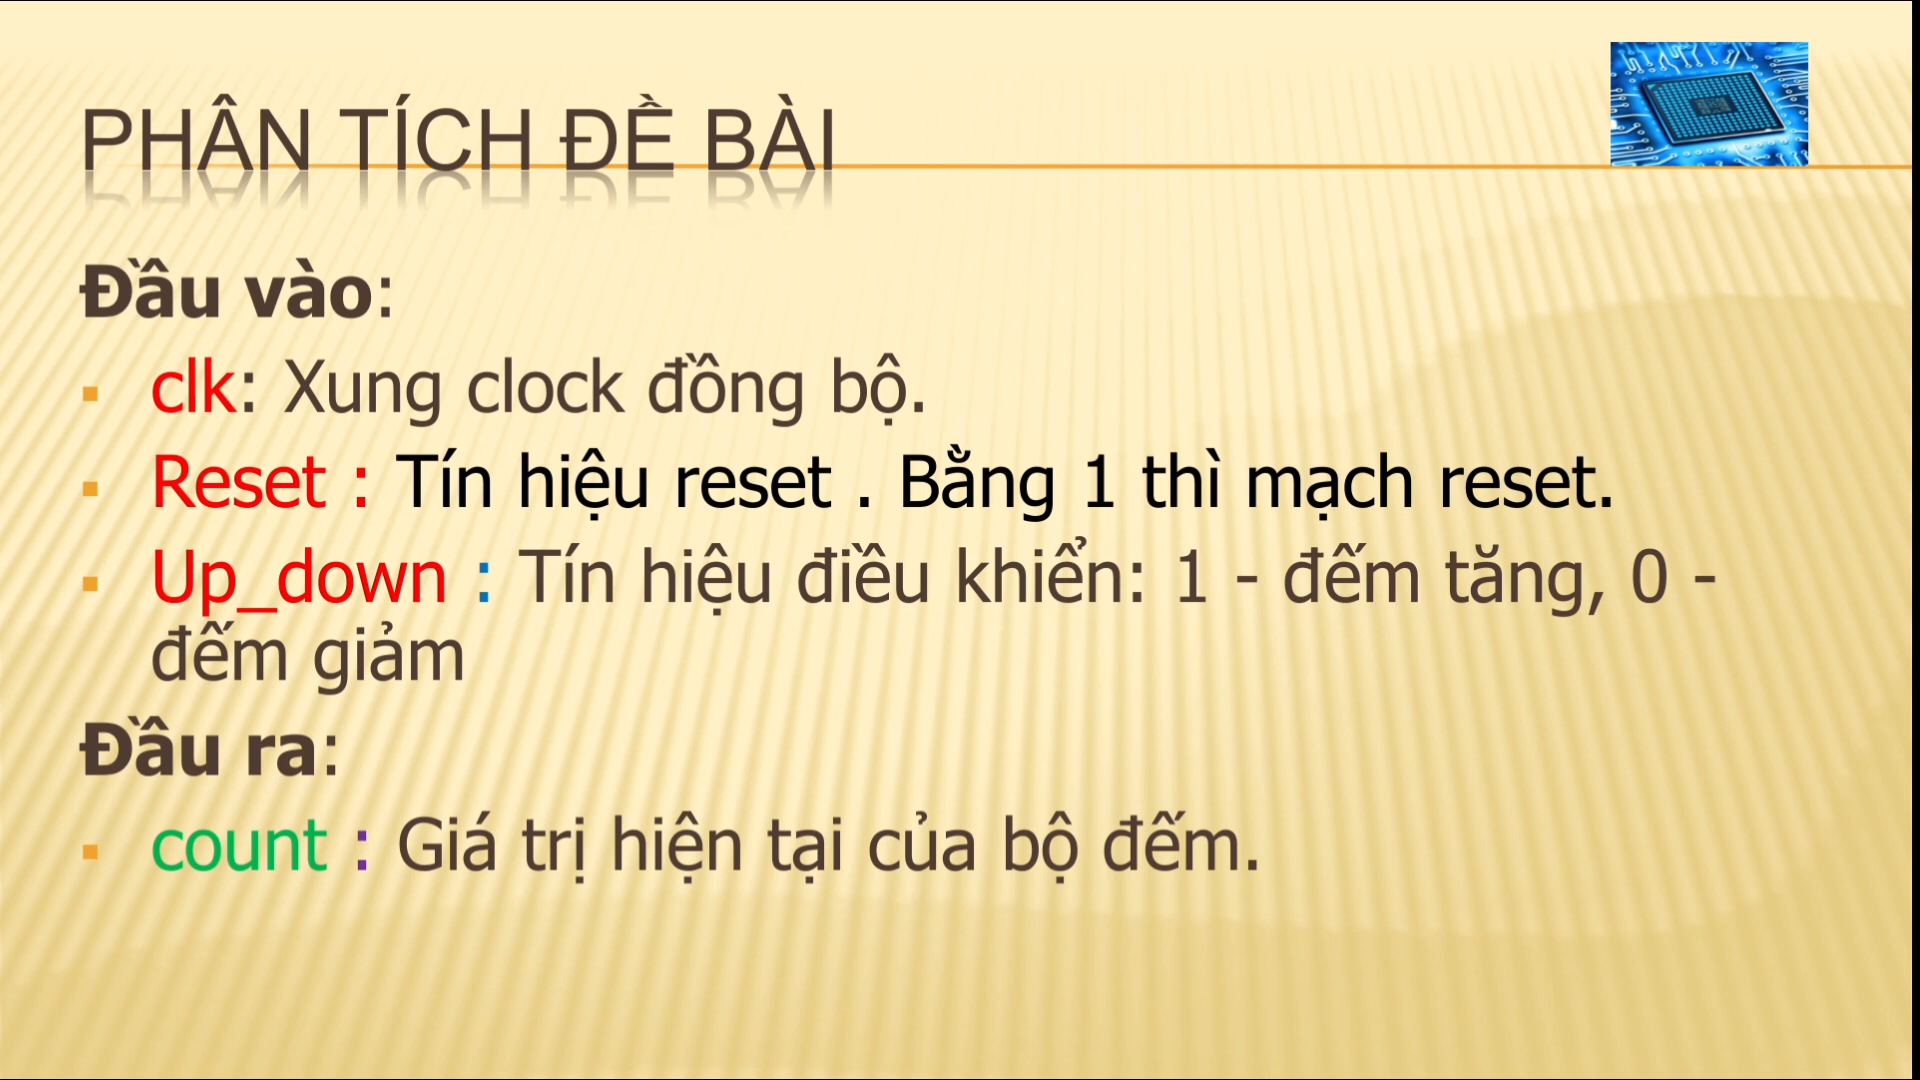 PHÂN TÍCH ĐỀ BÀI
Đầu vào:
▪ clk: Xung clock đồng bộ.
▪ Reset : Tín hiệu reset . Bằng 1 thì mạch reset.
▪ Up_down : Tín hiệu điều khiển: 1 - đếm tăng, 0 -
đếm giảm
Đầu ra:
▪ count : Giá trị hiện tại của bộ đếm.